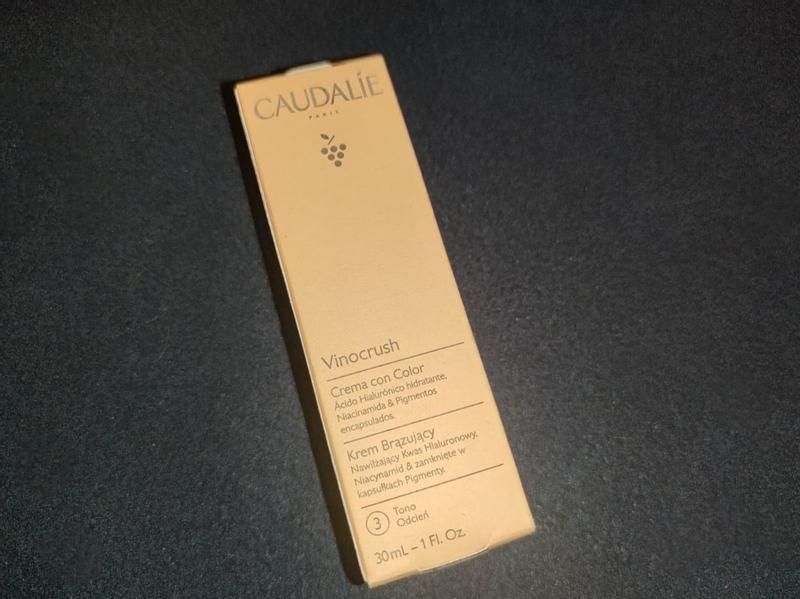 CAUDALÍE
PARIS
Vinocrush
Crema con Color
Ácido Hialurónico hidratante,
Niacinamida & Pigmentos
encapsulados.
Krem Brązujący
Nawilżający Kwas Hialuronowy,
Niacynamid & zamknięte w
kapsułkach Pigmenty.
3
Tono
Odcień
30mL – 1 Fl. Oz.